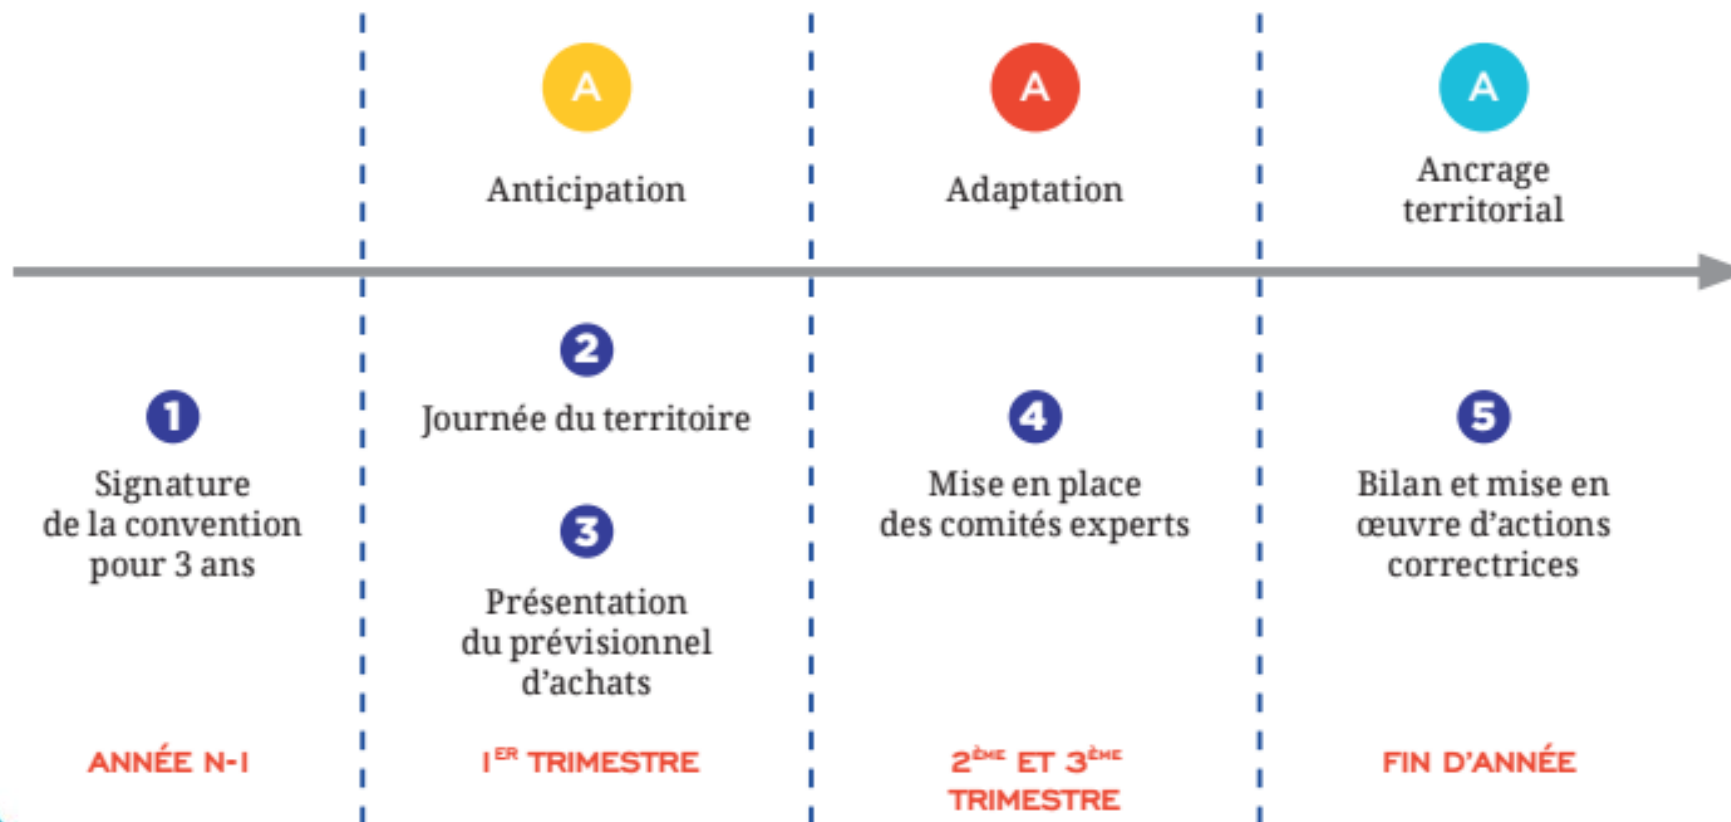 A
Anticipation
A
Adaptation
A
Ancrage
territorial
1
Signature
de la convention
pour 3 ans
ANNÉE N-1
2
Journée du territoire
3
Présentation
du prévisionnel
d’achats
1ER TRIMESTRE
4
Mise en place
des comités experts
2ÈME ET 3ÈME
TRIMESTRE
5
Bilan et mise en
œuvre d’actions
correctrices
FIN D’ANNÉE